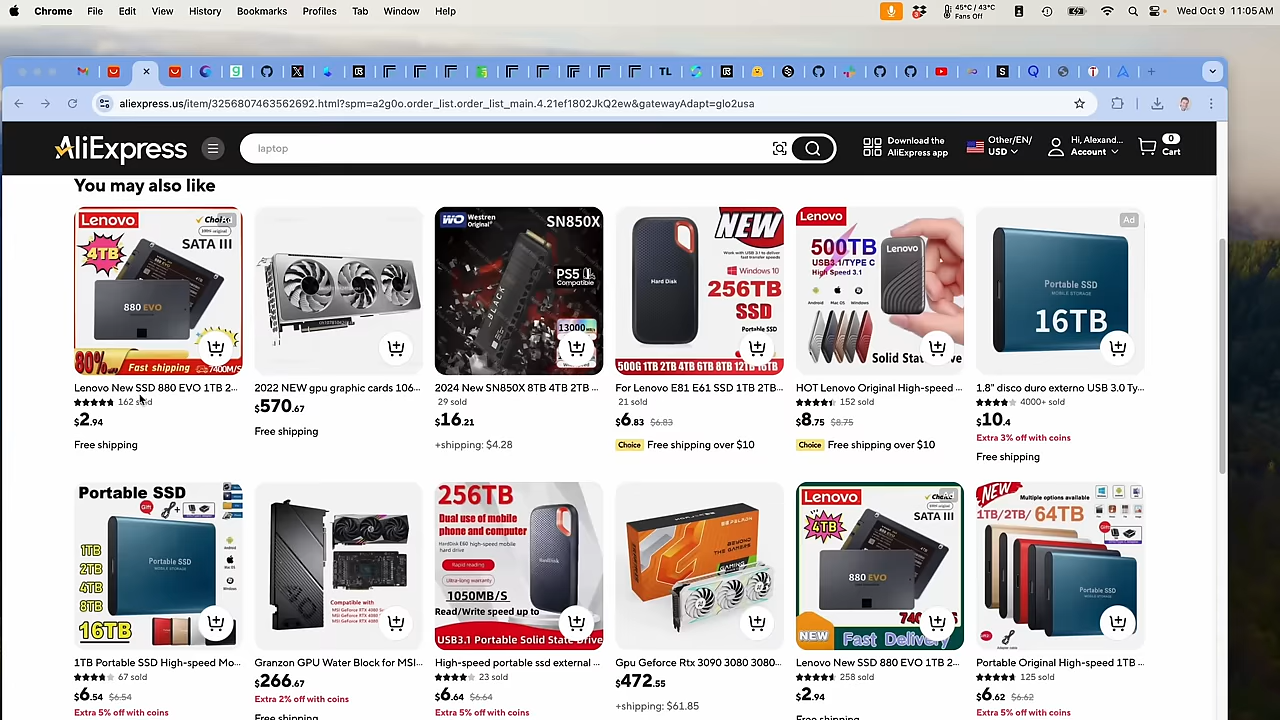 Chrome File Edit View History Bookmarks Profiles Tab Window Help
45°C / 43°C
Fans Off
Wed Oct 9 11:05 AM
aliexpress.us/item/3256807463562692.html?spm=a2g0o.order_list.order_list_main.4.21ef1802JkQ2ew&gatewayAdapt=glo2usa
AliExpress
laptop
Download the
AliExpress app
Other/EN/
USD
Hi, Alexand...
Account
0
Cart
You may also like
Lenovo
SATA III
4TB
880 EVO
80%
Fast shipping
7400M/S
Lenovo New SSD 880 EVO 1TB 2...
162 sold
$2.94
Free shipping
2022 NEW gpu graphic cards 106...
$570.67
Free shipping
WD Westren
Original
SN850X
PS5
Compatible
BLACK
13000
2024 New SN850X 8TB 4TB 2TB ...
29 sold
$16.21
+shipping: $4.28
NEW
Hard Disk
Windows 10
256TB
SSD
Portable SSD
500G 1TB 2TB 4TB 6TB 8TB 12TB 16TB
For Lenovo E81 E61 SSD 1TB 2TB...
21 sold
$6.83 $6.83
Choice Free shipping over $10
Lenovo
500TB
USB3.1/TYPE C
High Speed 3.1
Lenovo
Android Mac Windows
Solid State
HOT Lenovo Original High-speed ...
152 sold
$8.75 $8.75
Choice Free shipping over $10
Ad
Portable SSD
MOBILE STORAGE
16TB
1.8" disco duro externo USB 3.0 Ty...
4000+ sold
$10.4
Extra 3% off with coins
Free shipping
Portable SSD
Gift
1TB
2TB
4TB
8TB
16TB
Portable SSD
1TB Portable SSD High-speed Mo...
67 sold
$6.54 $6.54
Extra 5% off with coins
Compatible with
Granzon GPU Water Block for MSI...
$266.67
Extra 2% off with coins
Free shipping
256TB
Dual use of mobile
phone and computer
HardDisk E60 high-speed mobile
hard drive
Rapid reading
Ultra-long warranty
1050MB/S
Read/Write speed up to
USB3.1 Portable Solid State Drive
High-speed portable ssd external ...
23 sold
$6.64 $6.64
Extra 5% off with coins
BEYOND
THE GAMERS
Gpu Geforce Rtx 3090 3080 3080...
$472.55
+shipping: $61.85
Lenovo
SATA III
4TB
880 EVO
NEW
Fast Delivery
Lenovo New SSD 880 EVO 1TB 2...
258 sold
$2.94
Free shipping
NEW
Multiple options available
1TB/2TB/ 64TB
Portable SSD
Portable Original High-speed 1TB ...
125 sold
$6.62 $6.62
Extra 5% off with coins